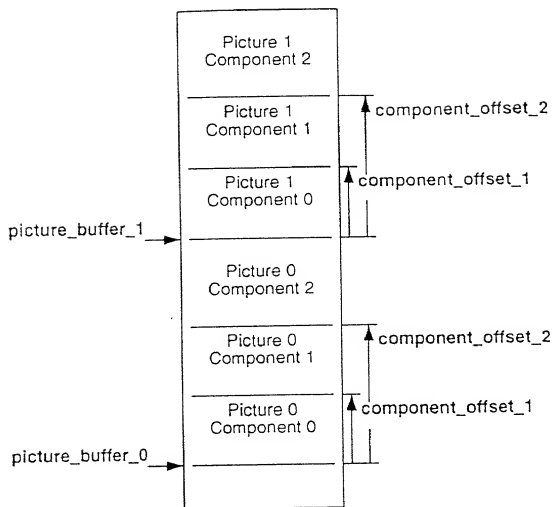 Picture 1
Component 2
component_offset_2
Picture 1
Component 1
component_offset_1
Picture 1
Component 0
picture_buffer_1
Picture 0
Component 2
component_offset_2
Picture 0
Component 1
component_offset_1
Picture 0
Component 0
picture_buffer_0